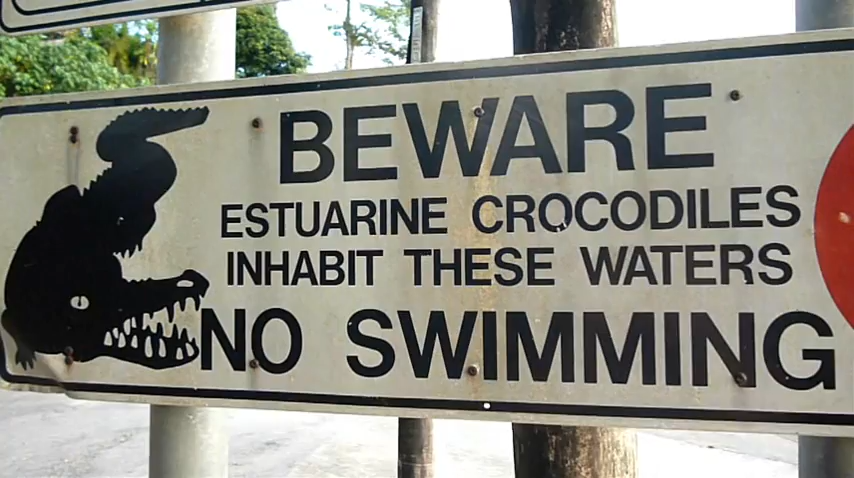 BEWARE
ESTUARINE CROCODILES
INHABIT THESE WATERS
NO SWIMMING